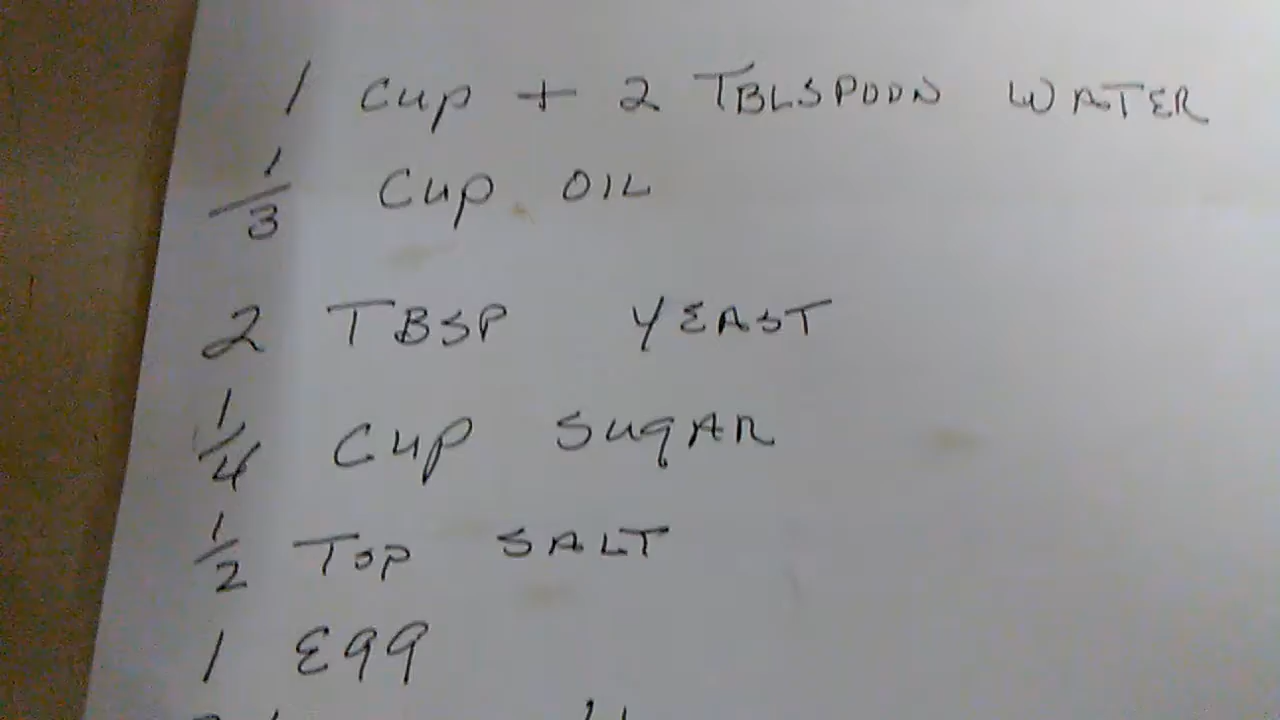 1 Cup + 2 TBLSPOON WATER
1/3 Cup OIL
2 TBSP YEAST
1/4 Cup SUgAR
1/2 TSP SALT
1 Egg